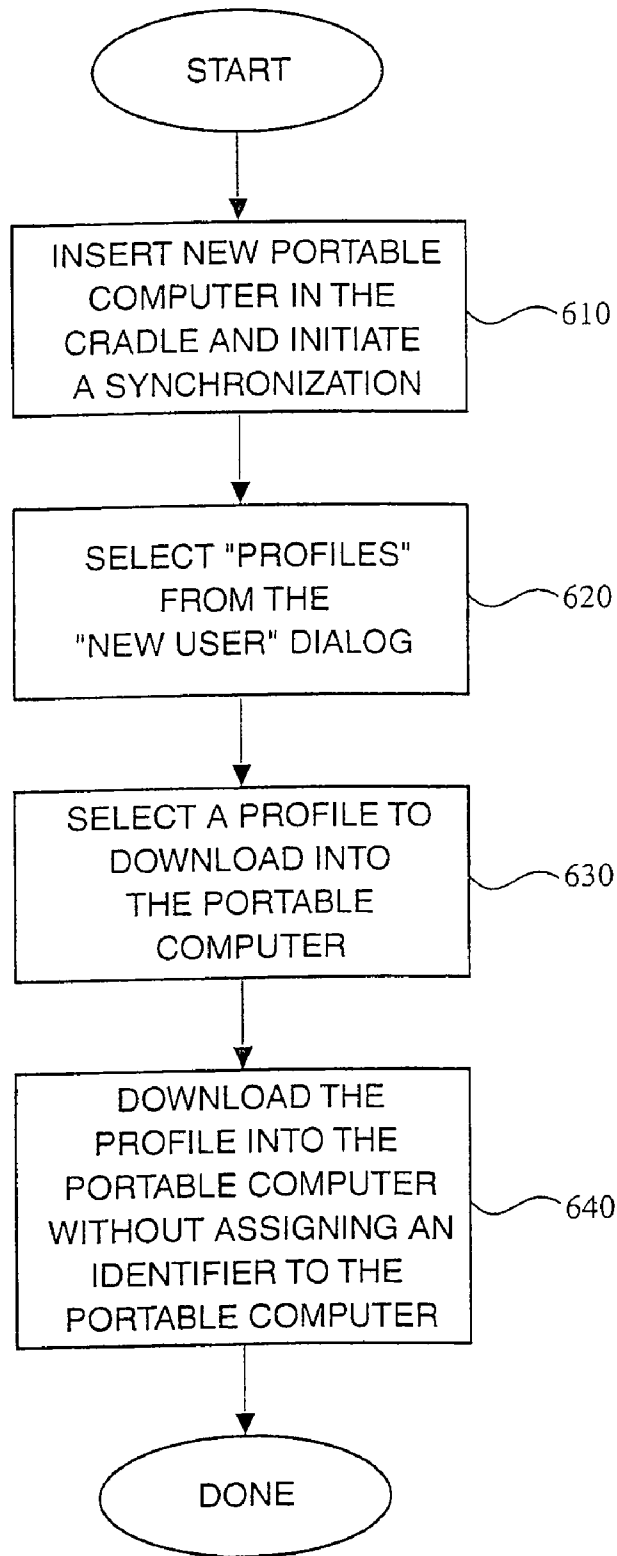 START
INSERT NEW PORTABLE
COMPUTER IN THE
CRADLE AND INITIATE
A SYNCHRONIZATION
610
SELECT "PROFILES"
FROM THE
"NEW USER" DIALOG
620
SELECT A PROFILE TO
DOWNLOAD INTO
THE PORTABLE
COMPUTER
630
DOWNLOAD THE
PROFILE INTO THE
PORTABLE COMPUTER
WITHOUT ASSIGNING AN
IDENTIFIER TO THE
PORTABLE COMPUTER
640
DONE